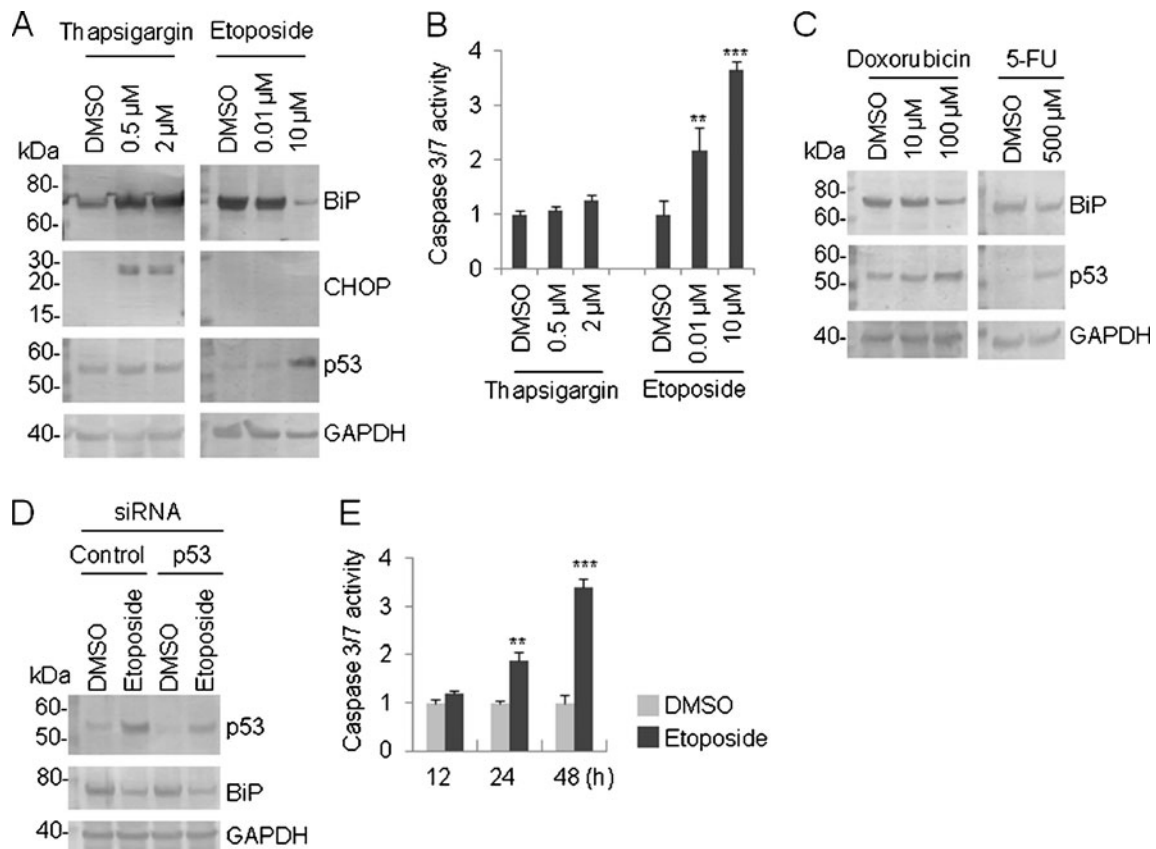 A
Thapsigargin Etoposide
DMSO
0.5 µM
2 µM
DMSO
0.01 µM
10 µM
kDa
80-
60-
BiP
30-
20-
15-
CHOP
60-
50-
p53
40-
GAPDH
B
Caspase 3/7 activity
4
3
2
1
0
**
***
DMSO
0.5 µM
2 µM
DMSO
0.01 µM
10 µM
Thapsigargin Etoposide
C
Doxorubicin 5-FU
DMSO
10 µM
100 µM
DMSO
500 µM
kDa
80-
60-
BiP
60-
50-
p53
40-
GAPDH
D
siRNA
Control p53
DMSO
Etoposide
DMSO
Etoposide
kDa
60-
50-
p53
80-
BiP
40-
GAPDH
E
Caspase 3/7 activity
4
3
2
1
0
**
***
12 24 48 (h)
DMSO
Etoposide